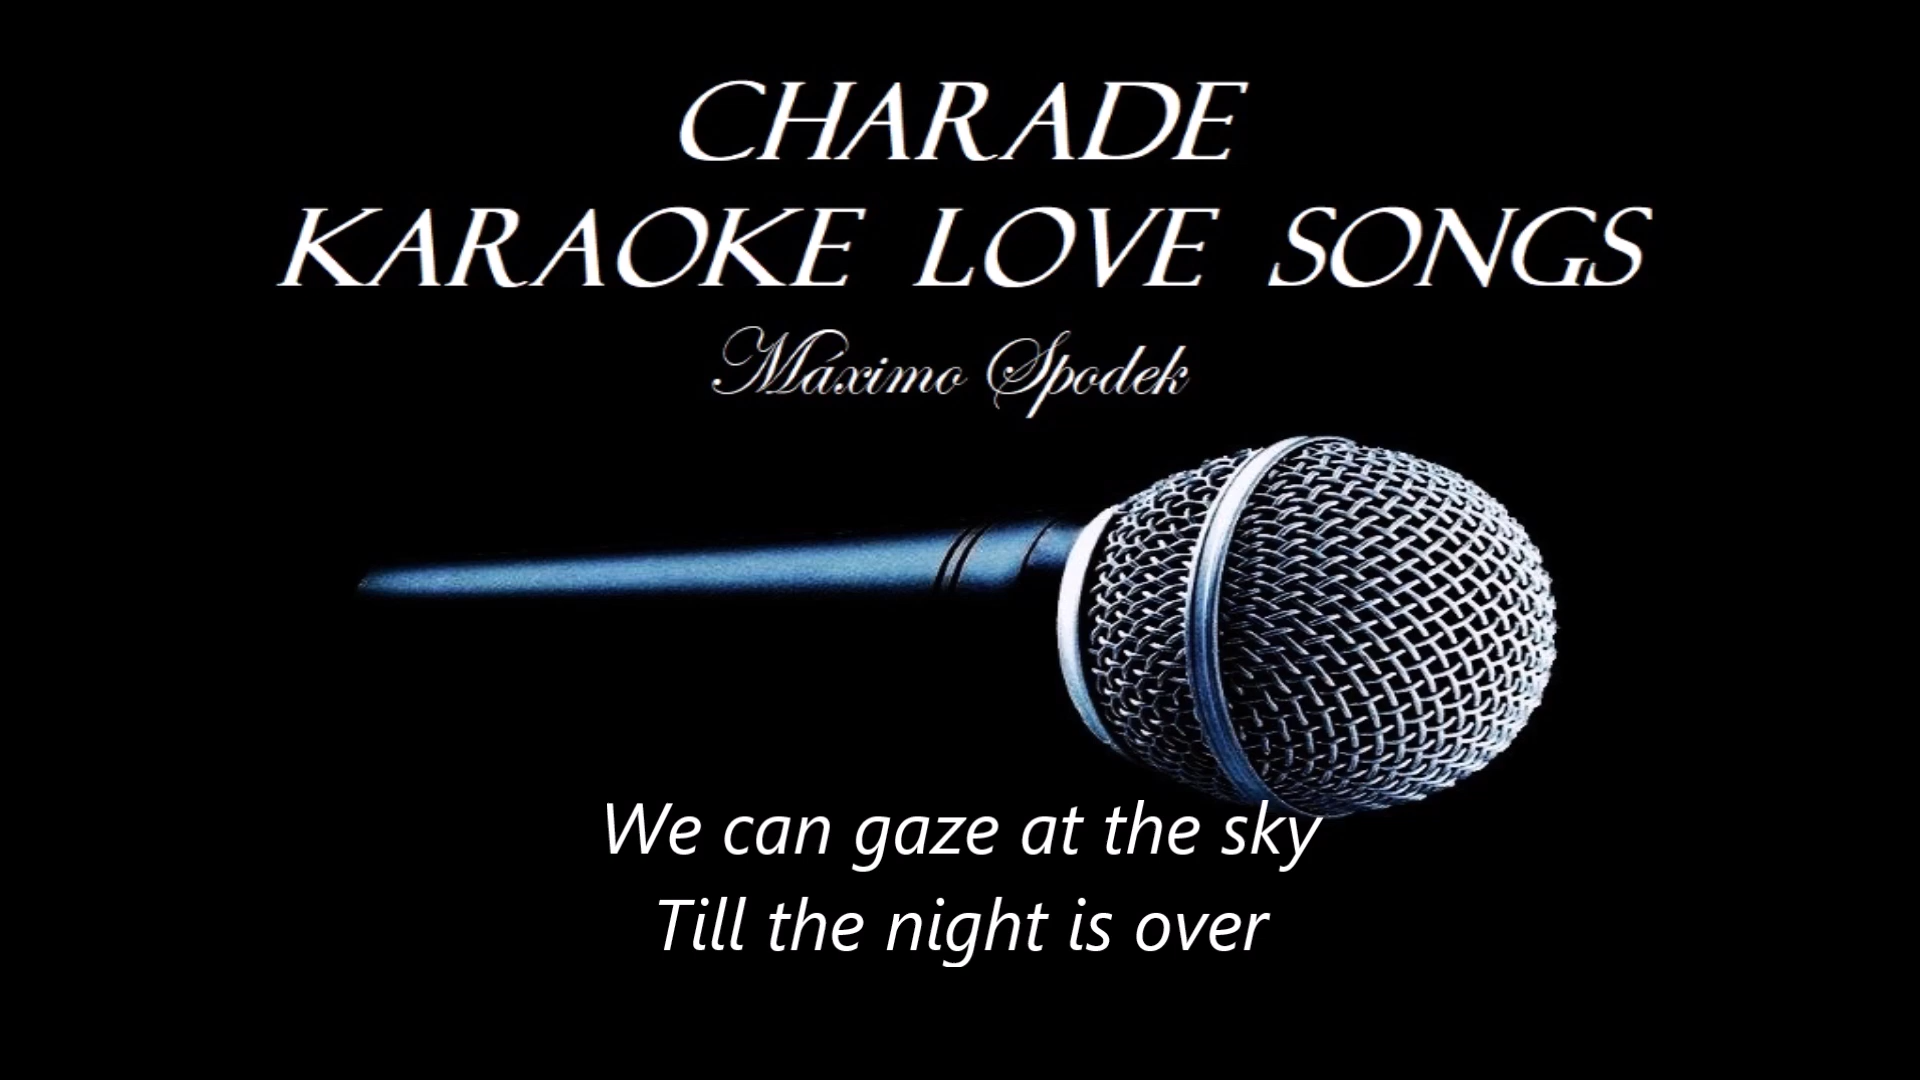 CHARADE
KARAOKE LOVE SONGS
Máximo Spodek
We can gaze at the sky
Till the night is over